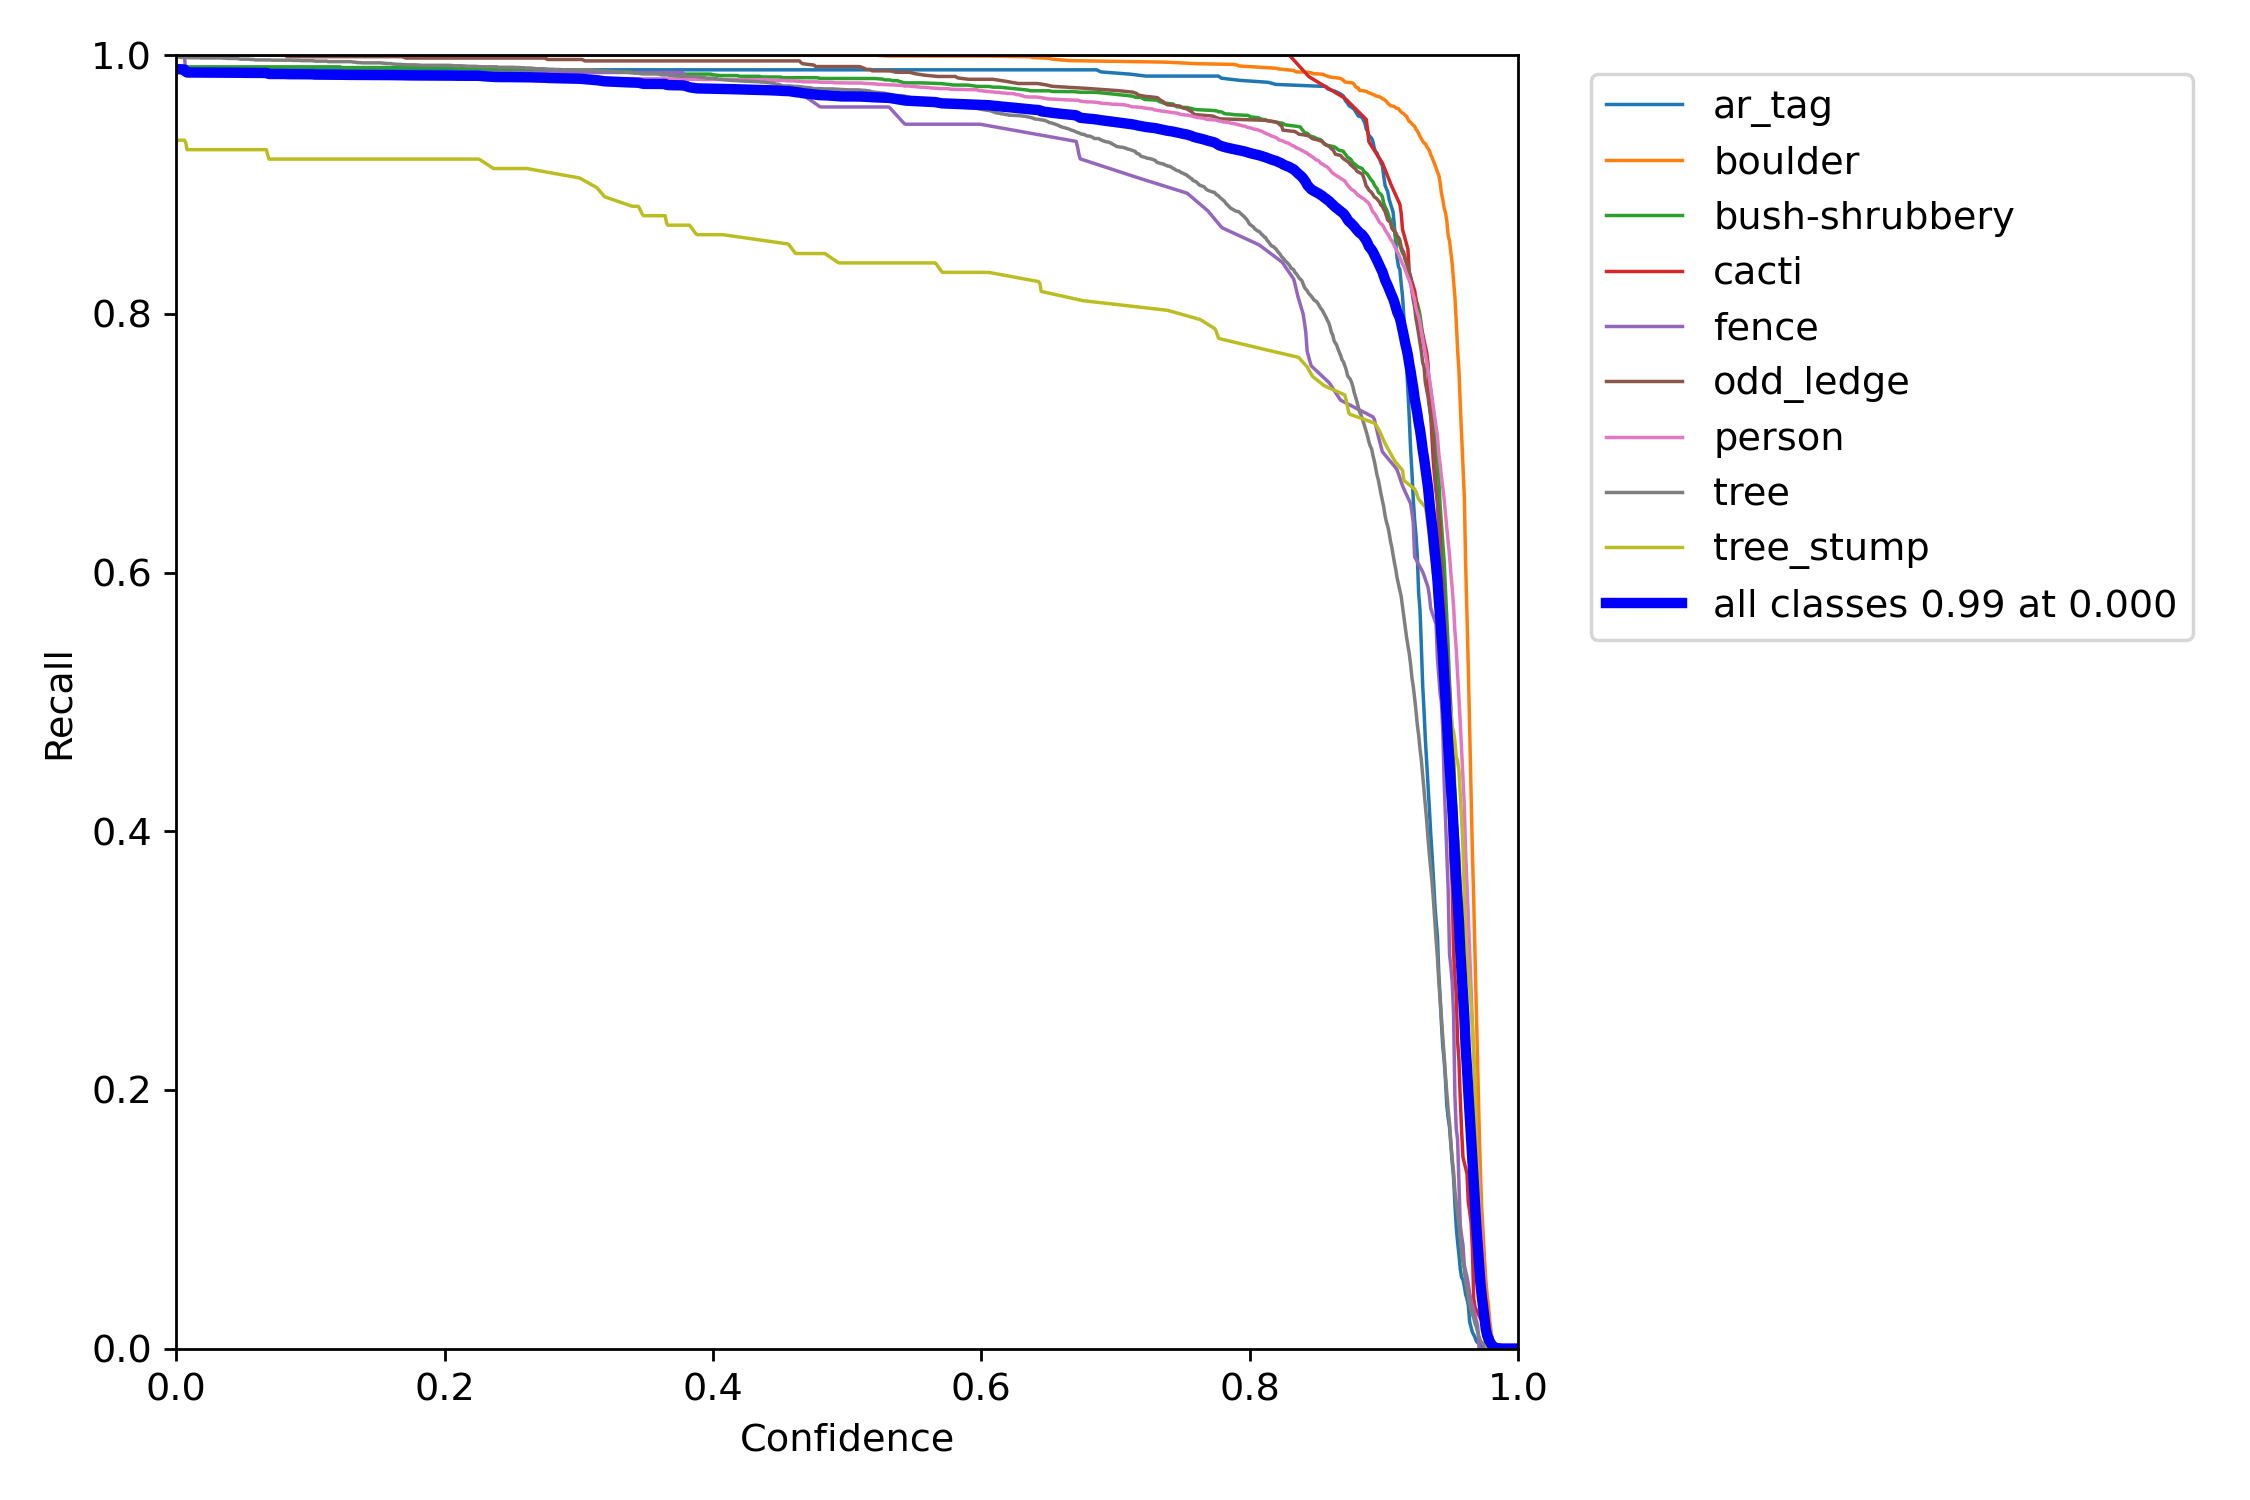 1.0
0.8
0.6
0.4
0.2
0.0
Recall
0.0 0.2 0.4 0.6 0.8 1.0
Confidence
ar_tag
boulder
bush-shrubbery
cacti
fence
odd_ledge
person
tree
tree_stump
all classes 0.99 at 0.000